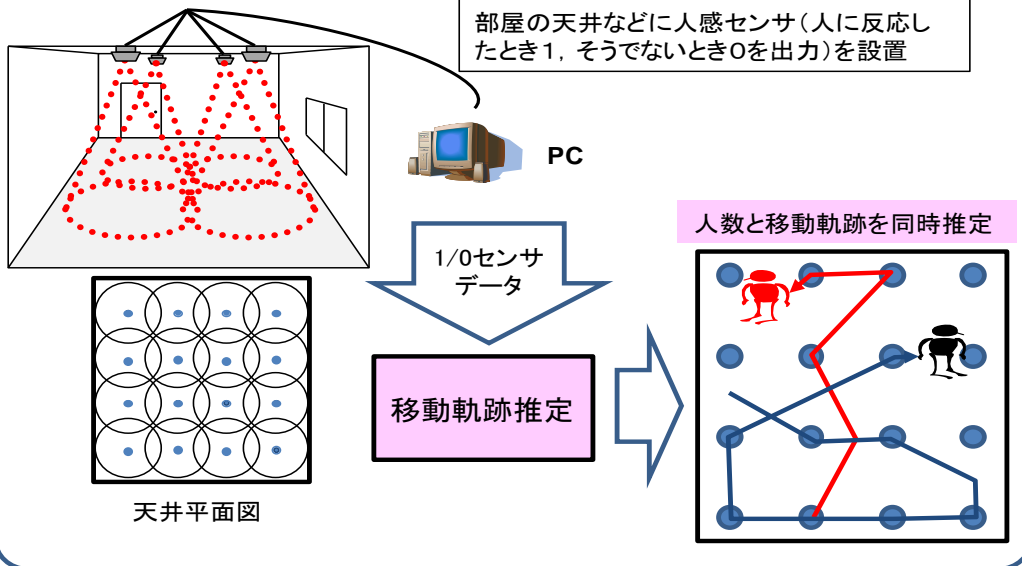 部屋の天井などに人感センサ(人に反応し
たとき1, そうでないとき0を出力)を設置
PC
人数と移動軌跡を同時推定
1/0センサ
データ
移動軌跡推定
天井平面図